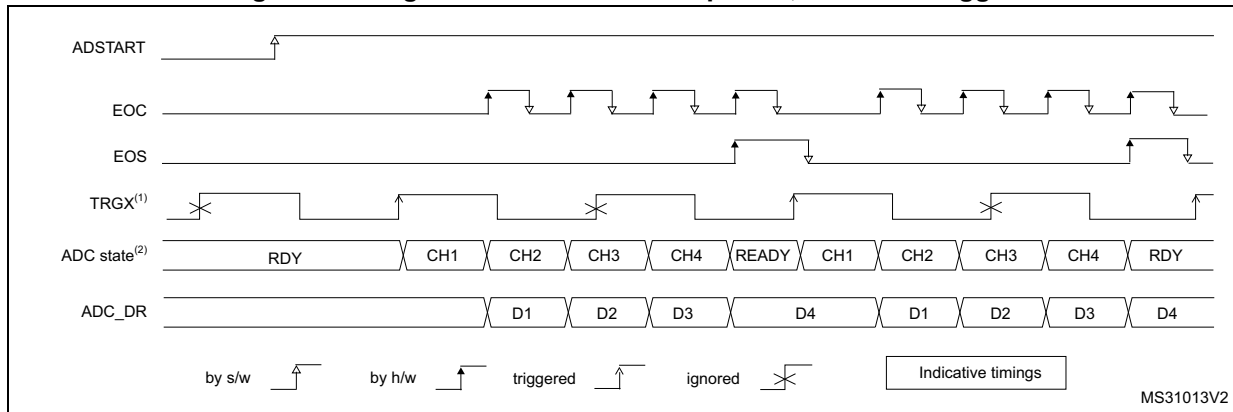 ADSTART
EOC
EOS
TRGX(1)
ADC state(2) RDY CH1 CH2 CH3 CH4 READY CH1 CH2 CH3 CH4 RDY
ADC_DR D1 D2 D3 D4 D1 D2 D3 D4
by s/w by h/w triggered ignored Indicative timings
MS31013V2